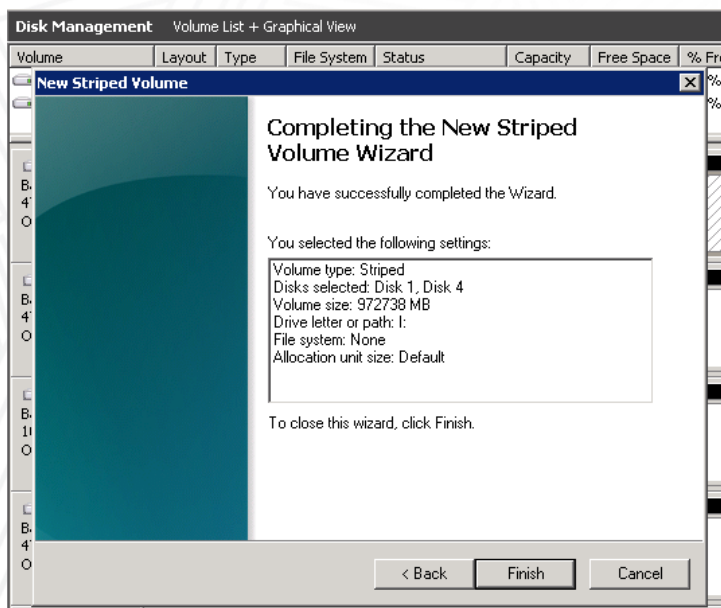 Disk Management Volume List + Graphical View
Volume Layout Type File System Status Capacity Free Space
New Striped Volume
Completing the New Striped
Volume Wizard
You have successfully completed the Wizard.
You selected the following settings:
Volume type: Striped
Disks selected: Disk 1, Disk 4
Volume size: 972738 MB
Drive letter or path: I:
File system: None
Allocation unit size: Default
To close this wizard, click Finish.
< Back Finish Cancel